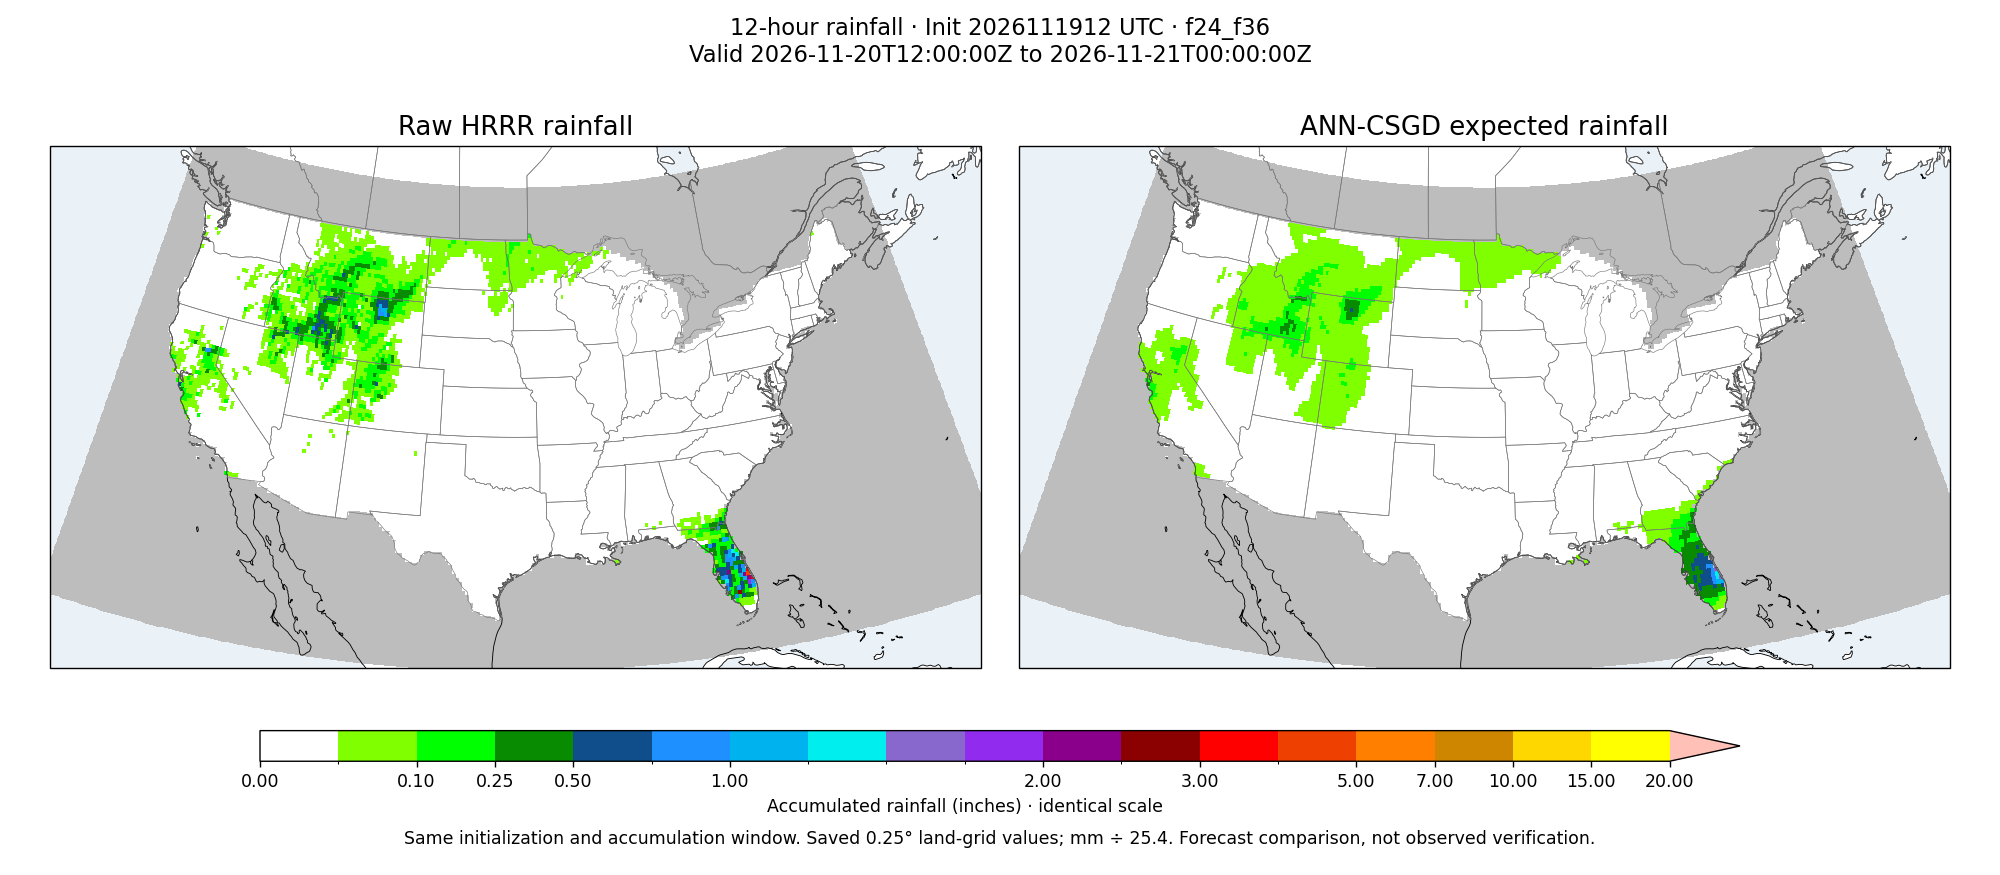 12-hour rainfall · Init 2026111912 UTC · f24_f36
Valid 2026-11-20T12:00:00Z to 2026-11-21T00:00:00Z
Raw HRRR rainfall
ANN-CSGD expected rainfall
0.00 0.10 0.25 0.50 1.00 2.00 3.00 5.00 7.00 10.00 15.00 20.00
Accumulated rainfall (inches) · identical scale
Same initialization and accumulation window. Saved 0.25° land-grid values; mm ÷ 25.4. Forecast comparison, not observed verification.